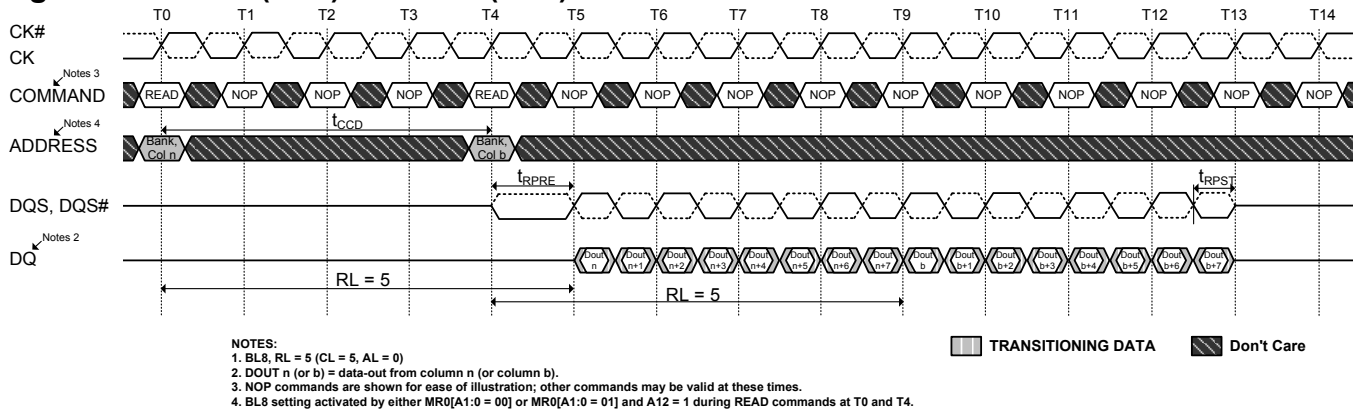 T0 T1 T2 T3 T4 T5 T6 T7 T8 T9 T10 T11 T12 T13 T14
CK#
CK
Notes 3
COMMAND READ NOP NOP NOP READ NOP NOP NOP NOP NOP NOP NOP NOP NOP NOP
Notes 4
tCCD
ADDRESS Bank, Col n Bank, Col b
tRPRE tRPST
DQS, DQS#
Notes 2
DQ Dout n Dout n+1 Dout n+2 Dout n+3 Dout n+4 Dout n+5 Dout n+6 Dout n+7 Dout b Dout b+1 Dout b+2 Dout b+3 Dout b+4 Dout b+5 Dout b+6 Dout b+7
RL = 5 RL = 5
NOTES:
1. BL8, RL = 5 (CL = 5, AL = 0)
2. DOUT n (or b) = data-out from column n (or column b).
3. NOP commands are shown for ease of illustration; other commands may be valid at these times.
4. BL8 setting activated by either MR0[A1:0 = 00] or MR0[A1:0 = 01] and A12 = 1 during READ commands at T0 and T4.
TRANSITIONING DATA Don't Care